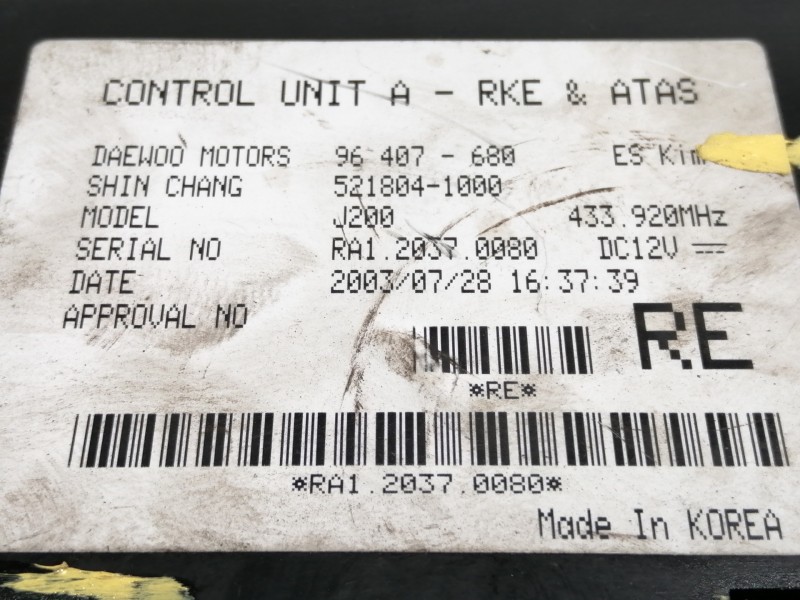 CONTROL UNIT A - RKE & ATAS
DAEWOO MOTORS 96 407 - 680 ES Kim
SHIN CHANG 521804-1000
MODEL J200 433.920MHz
SERIAL NO RA1.2037.0080 DC12V ⎓
DATE 2003/07/28 16:37:39
APPROVAL NO
RE
*RE*
*RA1.2037.0080*
Made In KOREA